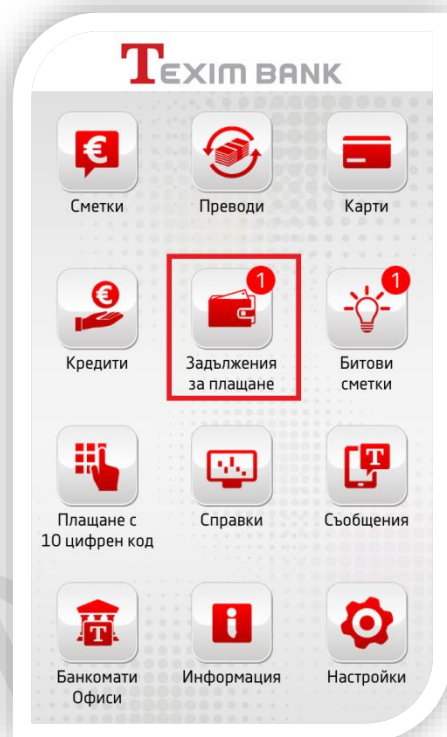 TEXIM BANK
€
Сметки
Преводи
Карти
€
Кредити
1
Задължения
за плащане
1
Битови
сметки
Плащане с
10 цифрен код
Справки
T
Съобщения
T
Банкомати
Офиси
i
Информация
Настройки